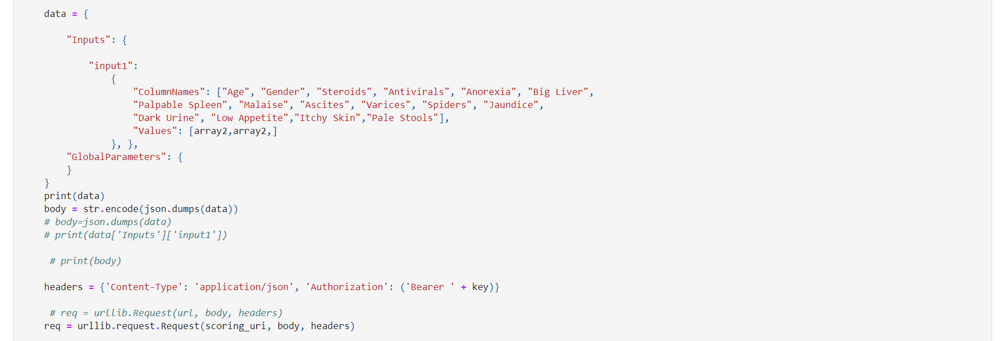 data = {
"Inputs": {
"input1":
{
"ColumnNames": ["Age", "Gender", "Steroids", "Antivirals", "Anorexia", "Big Liver",
"Palpable Spleen", "Malaise", "Ascites", "Varices", "Spiders", "Jaundice",
"Dark Urine", "Low Appetite","Itchy Skin","Pale Stools"],
"Values": [array2,array2,]
}, },
"GlobalParameters": {
}
}
print(data)
body = str.encode(json.dumps(data))
# body=json.dumps(data)
# print(data['Inputs']['input1'])
# print(body)
headers = {'Content-Type': 'application/json', 'Authorization': ('Bearer ' + key)}
# req = urllib.Request(url, body, headers)
req = urllib.request.Request(scoring_uri, body, headers)